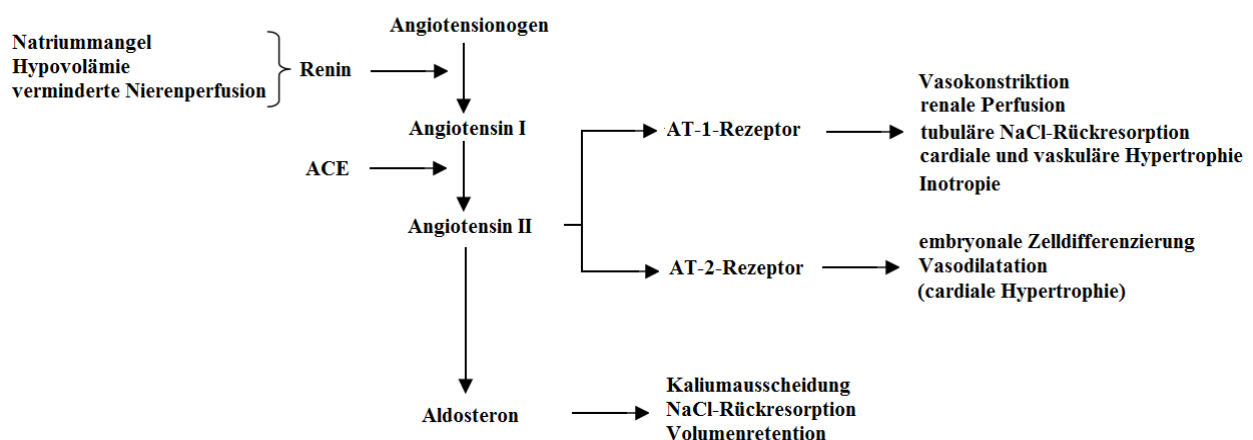 Angiotensionogen
Natriummangel
Hypovolämie
verminderte Nierenperfusion
Renin
Angiotensin I
ACE
Angiotensin II
AT-1-Rezeptor
Vasokonstriktion
renale Perfusion
tubuläre NaCl-Rückresorption
cardiale und vaskuläre Hypertrophie
Inotropie
AT-2-Rezeptor
embryonale Zelldifferenzierung
Vasodilatation
(cardiale Hypertrophie)
Aldosteron
Kaliumausscheidung
NaCl-Rückresorption
Volumenretention